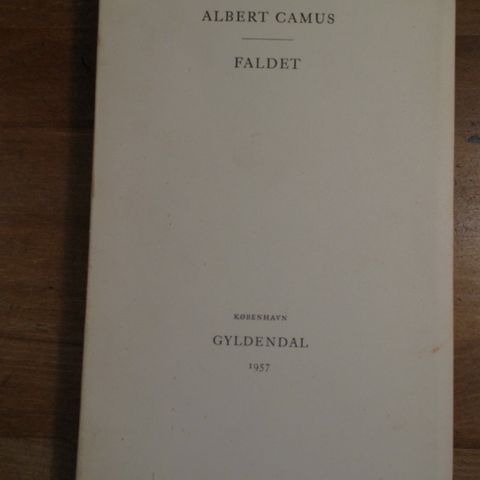 ALBERT CAMUS
FALDET
KØBENHAVN
GYLDENDAL
1957